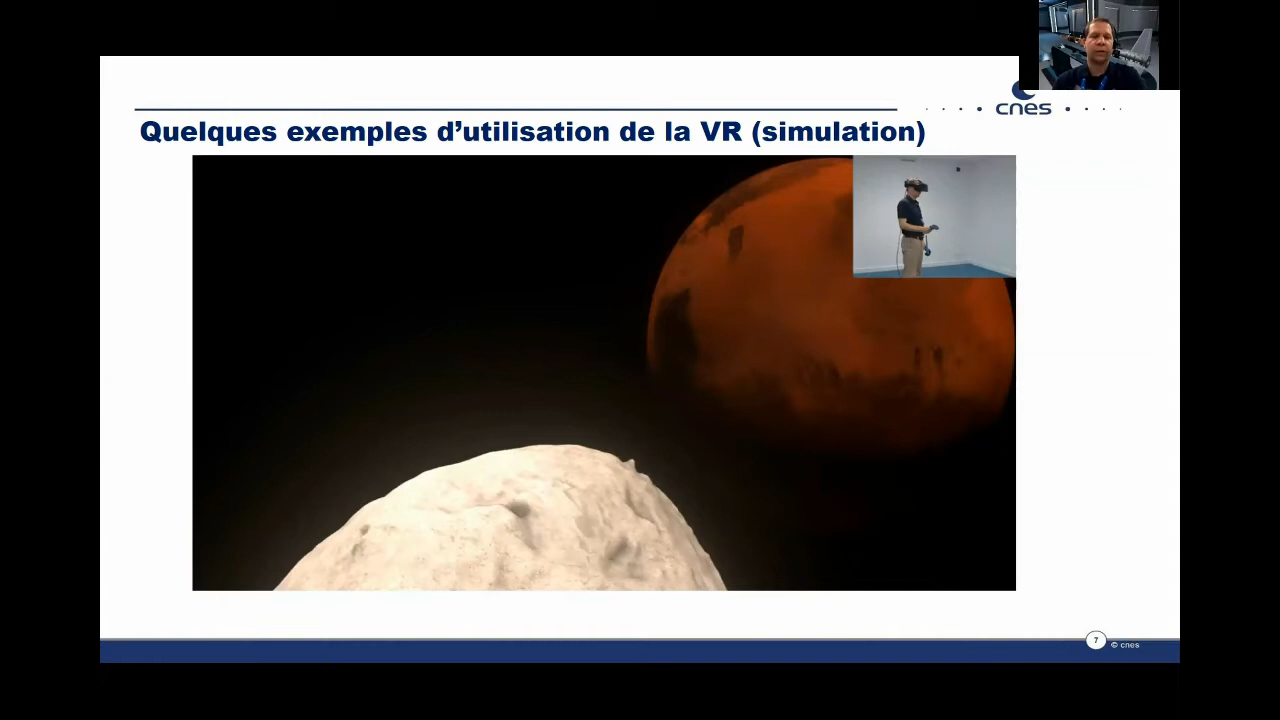 cnes
Quelques exemples d’utilisation de la VR (simulation)
7
© cnes